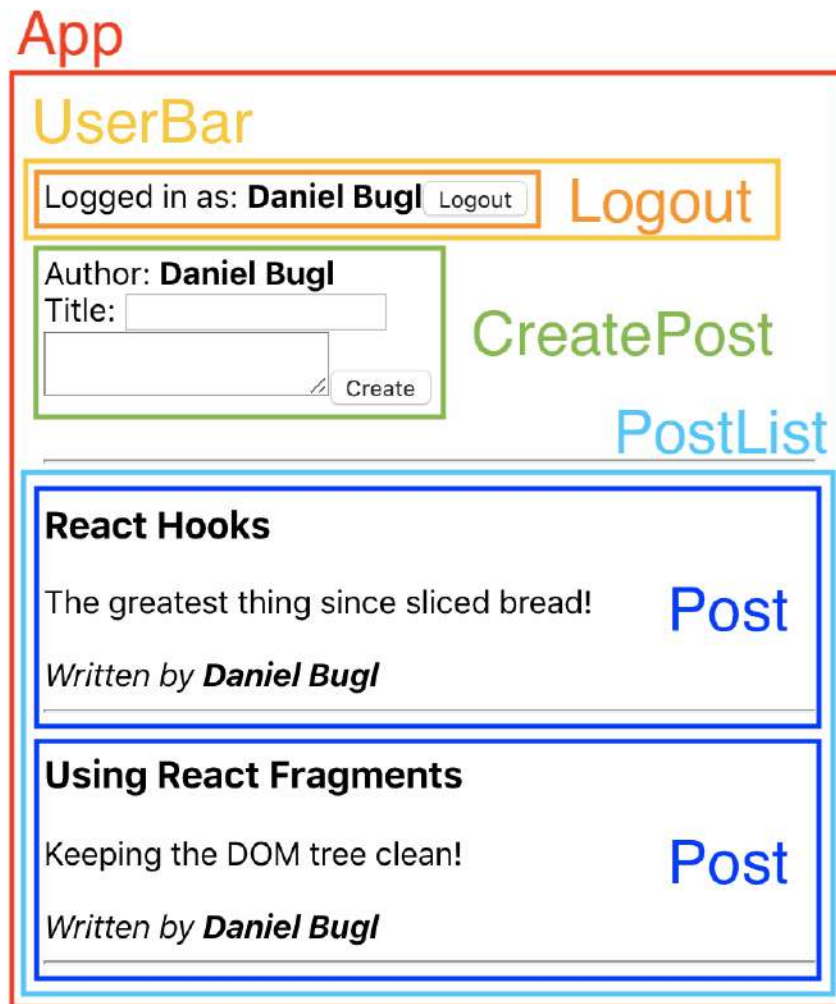 App
UserBar
Logged in as: Daniel Bugl Logout
Logout
Author: Daniel Bugl
Title:
CreatePost
Create
PostList
React Hooks
The greatest thing since sliced bread!
Post
Written by Daniel Bugl
Using React Fragments
Keeping the DOM tree clean!
Post
Written by Daniel Bugl